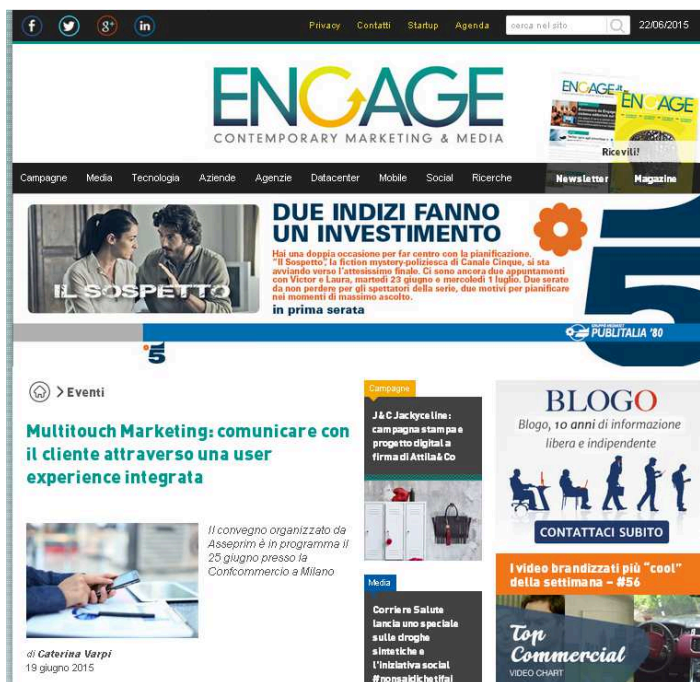 Privacy Contatti Startup Agenda cerca nel sito 22/06/2015
ENGAGE
CONTEMPORARY MARKETING & MEDIA
ENGAGE.it
ENGAGE
Ricevili!
Newsletter Magazine
Campagne Media Tecnologia Aziende Agenzie Datacenter Mobile Social Ricerche
IL SOSPETTO
DUE INDIZI FANNO
UN INVESTIMENTO
Hai una doppia occasione per far centro con la pianificazione.
"Il Sospetto", la fiction mystery-poliziesca di Canale Cinque, si sta
avviando verso l'attesissimo finale. Ci sono ancora due appuntamenti
con Victor e Laura, martedì 23 giugno e mercoledì 1 luglio. Due serate
da non perdere per gli spettatori della serie, due motivi per pianificare
nei momenti di massimo ascolto.
in prima serata
5
GRUPPO MEDIASET
PUBLITALIA '80
5
> Eventi
Multitouch Marketing: comunicare con
il cliente attraverso una user
experience integrata
Il convegno organizzato da
Asseprim è in programma il
25 giugno presso la
Confcommercio a Milano
di Caterina Varpi
19 giugno 2015
Campagne
J&C Jackyceline:
campagna stampa e
progetto digital a
firma di Attila&Co
Media
Corriere Salute
lancia uno speciale
sulle droghe
sintetiche e
l'iniziativa social
#nonsaidichetifai
BLOGO
Blogo, 10 anni di informazione
libera e indipendente
CONTATTACI SUBITO
I video brandizzati più "cool"
della settimana - #56
Top
Commercial
VIDEO CHART